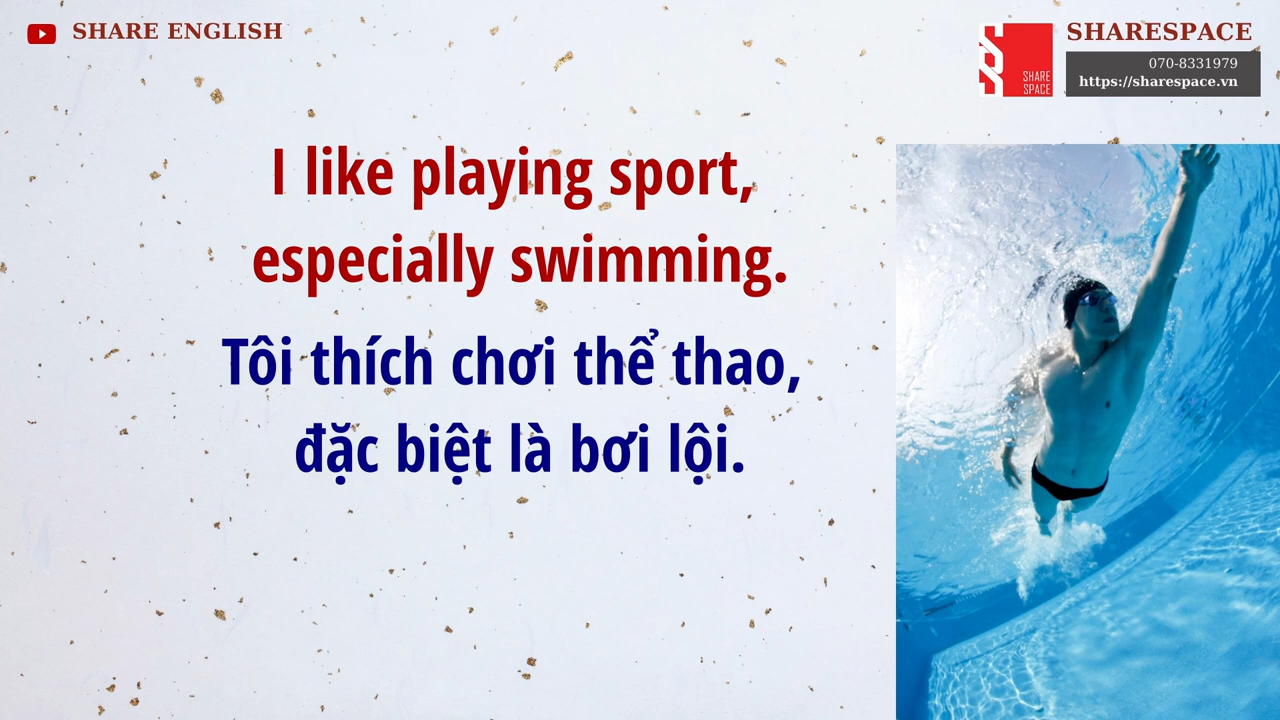 SHARE ENGLISH
SHARESPACE
070-8331979
https://sharespace.vn
SHARE
SPACE
I like playing sport,
especially swimming.
Tôi thích chơi thể thao,
đặc biệt là bơi lội.